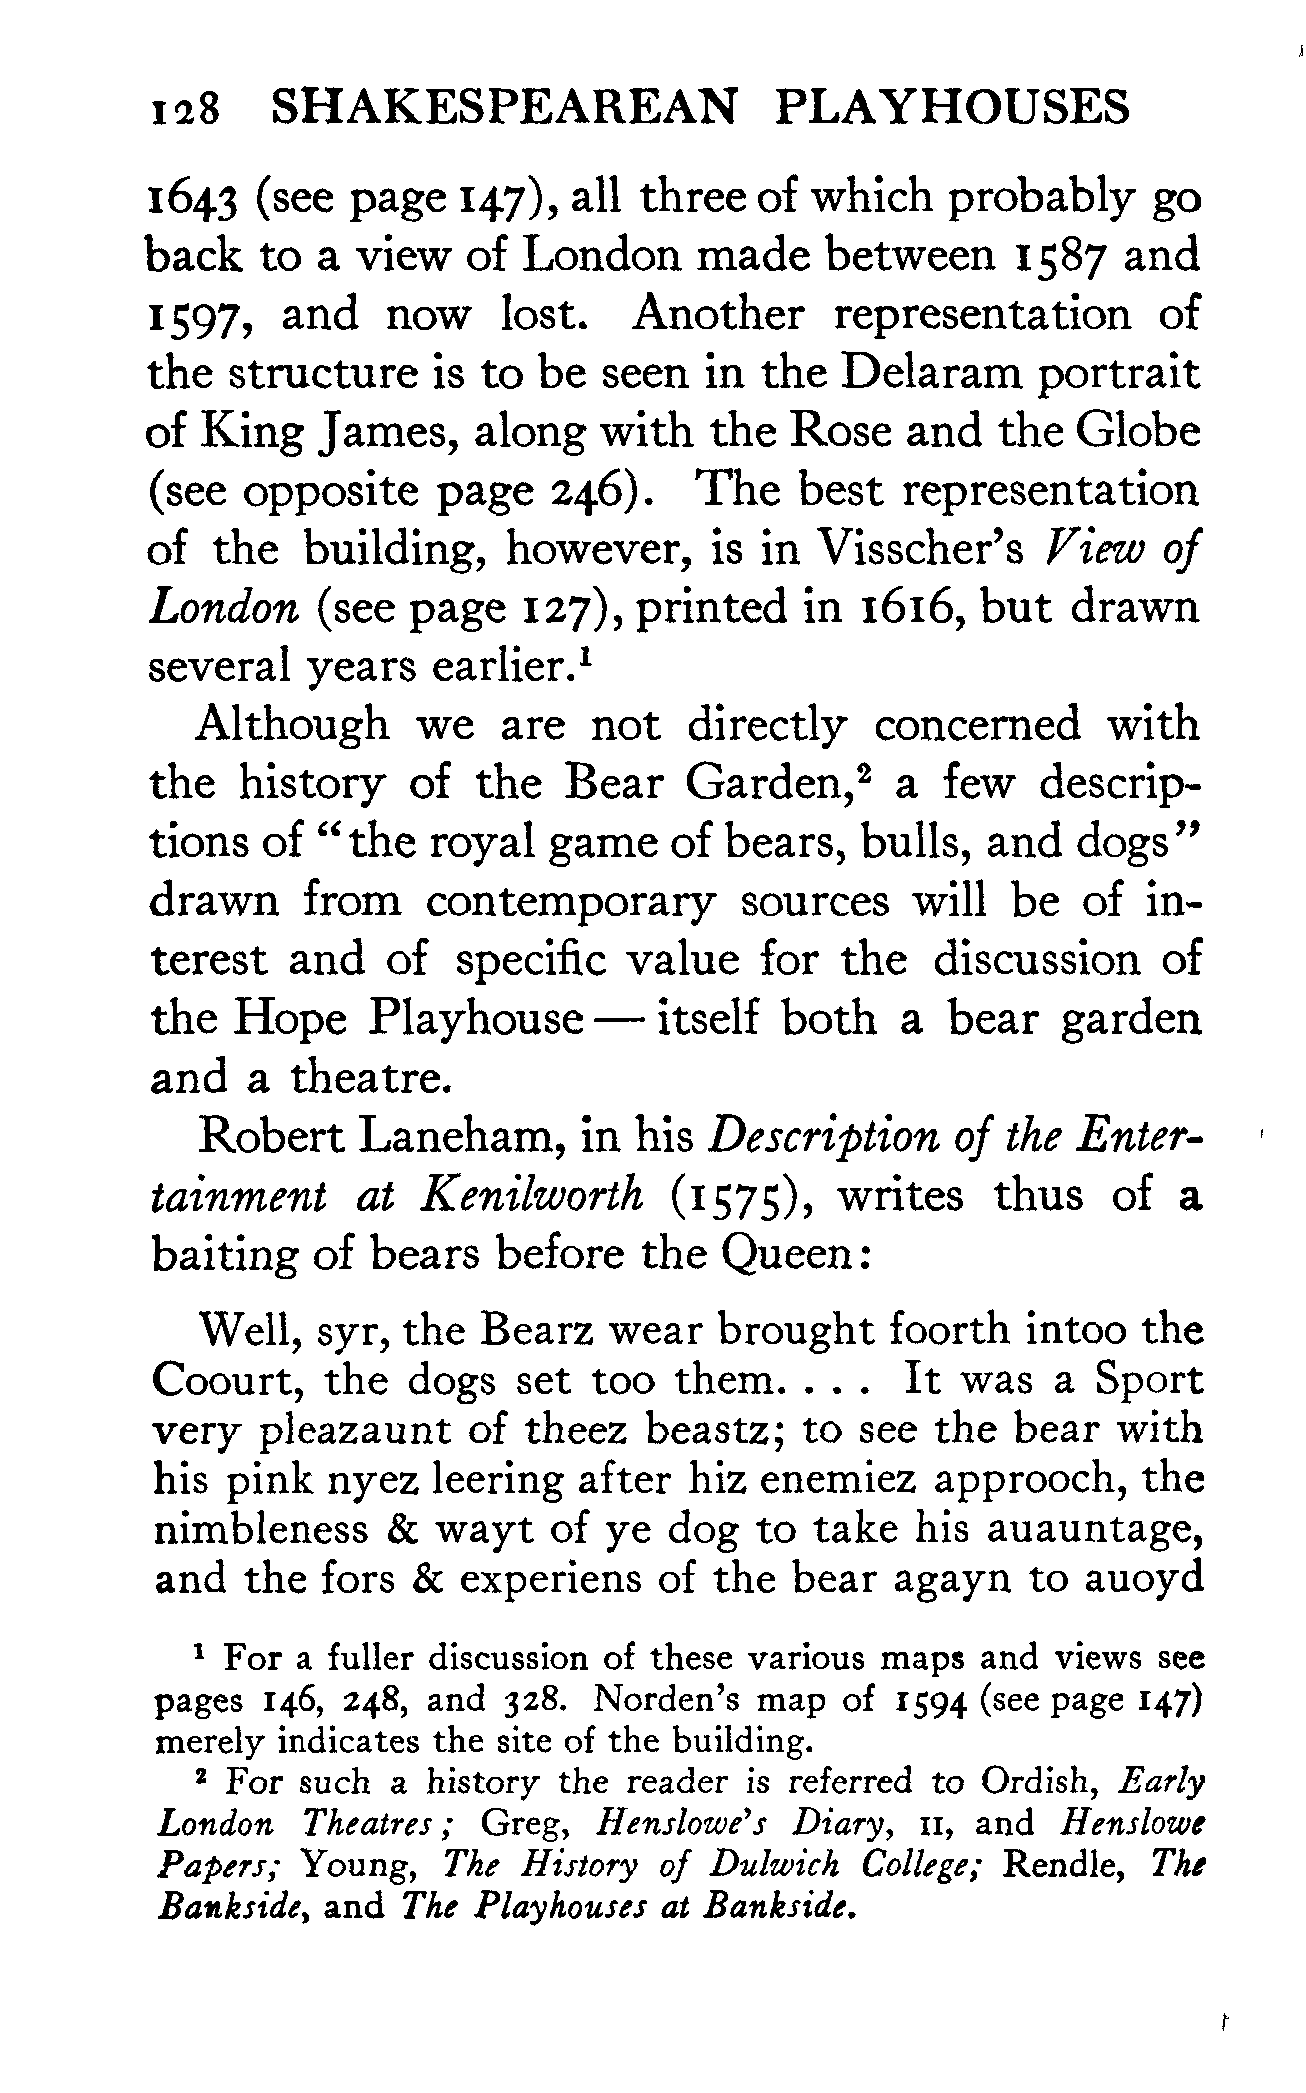 128 SHAKESPEAREAN PLAYHOUSES
1643 (see page 147), all three of which probably go
back to a view of London made between 1587 and
1597, and now lost. Another representation of
the structure is to be seen in the Delaram portrait
of King James, along with the Rose and the Globe
(see opposite page 246). The best representation
of the building, however, is in Visscher's View of
London (see page 127), printed in 1616, but drawn
several years earlier.¹
Although we are not directly concerned with
the history of the Bear Garden,² a few descrip-
tions of "the royal game of bears, bulls, and dogs"
drawn from contemporary sources will be of in-
terest and of specific value for the discussion of
the Hope Playhouse — itself both a bear garden
and a theatre.
Robert Laneham, in his Description of the Enter-
tainment at Kenilworth (1575), writes thus of a
baiting of bears before the Queen:
Well, syr, the Bearz wear brought foorth intoo the
Coourt, the dogs set too them. . . . It was a Sport
very pleazaunt of theez beastz; to see the bear with
his pink nyez leering after hiz enemiez approoch, the
nimbleness & wayt of ye dog to take his auauntage,
and the fors & experiens of the bear agayn to auoyd
¹ For a fuller discussion of these various maps and views see
pages 146, 248, and 328. Norden's map of 1594 (see page 147)
merely indicates the site of the building.
² For such a history the reader is referred to Ordish, Early
London Theatres; Greg, Henslowe's Diary, II, and Henslowe
Papers; Young, The History of Dulwich College; Rendle, The
Bankside, and The Playhouses at Bankside.